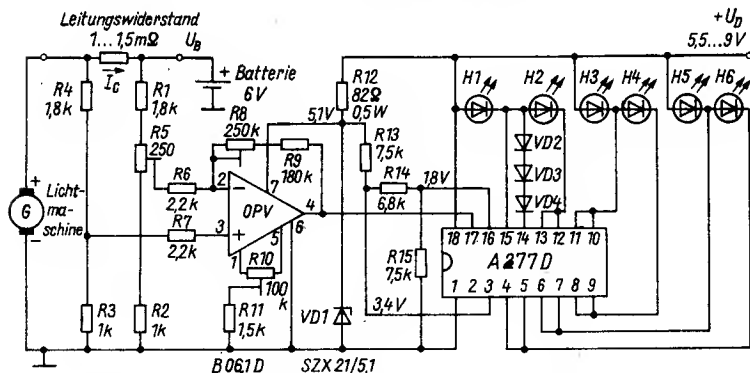 Leitungswiderstand
1...1,5mΩ
I_C
U_B
+ U_D
5,5...9V
R4
1,8k
R1
1,8k
+
Batterie
6V
R5
250
R6
2,2k
R8
250k
R9
180k
5,1V
R12
82Ω
0,5W
R13
7,5k
R14
6,8k
1,8V
R15
7,5k
H1
H2
H3
H4
H5
H6
VD2
VD3
VD4
+
G
-
Licht-
ma-
schine
R7
2,2k
2
-
7
OPV
4
3
+
6
5
1
R10
100
k
R11
1,5k
R3
1k
R2
1k
VD1
3,4V
18 17 16 15 14 13 12 11 10
A 277 D
1 2 3 4 5 6 7 8 9
B 061 D
SZX 21/5,1